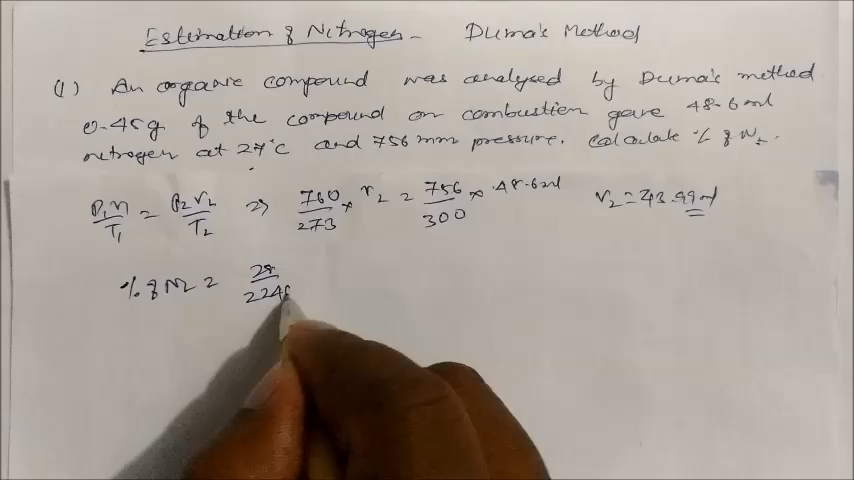 Estimation of Nitrogen - Duma's Method
(1) An organic compound was analysed by Duma's method
0.45g of the compound on combustion gave 48.6 ml
nitrogen at 27°C and 756 mm pressure. Calculate % of N₂.
P₁V₁/T₁ = P₂V₂/T₂ ⇒ 760/273 × V₂ = 756/300 × 48.6 ml V₂ = 43.99 ml
% of N₂ = 28/224